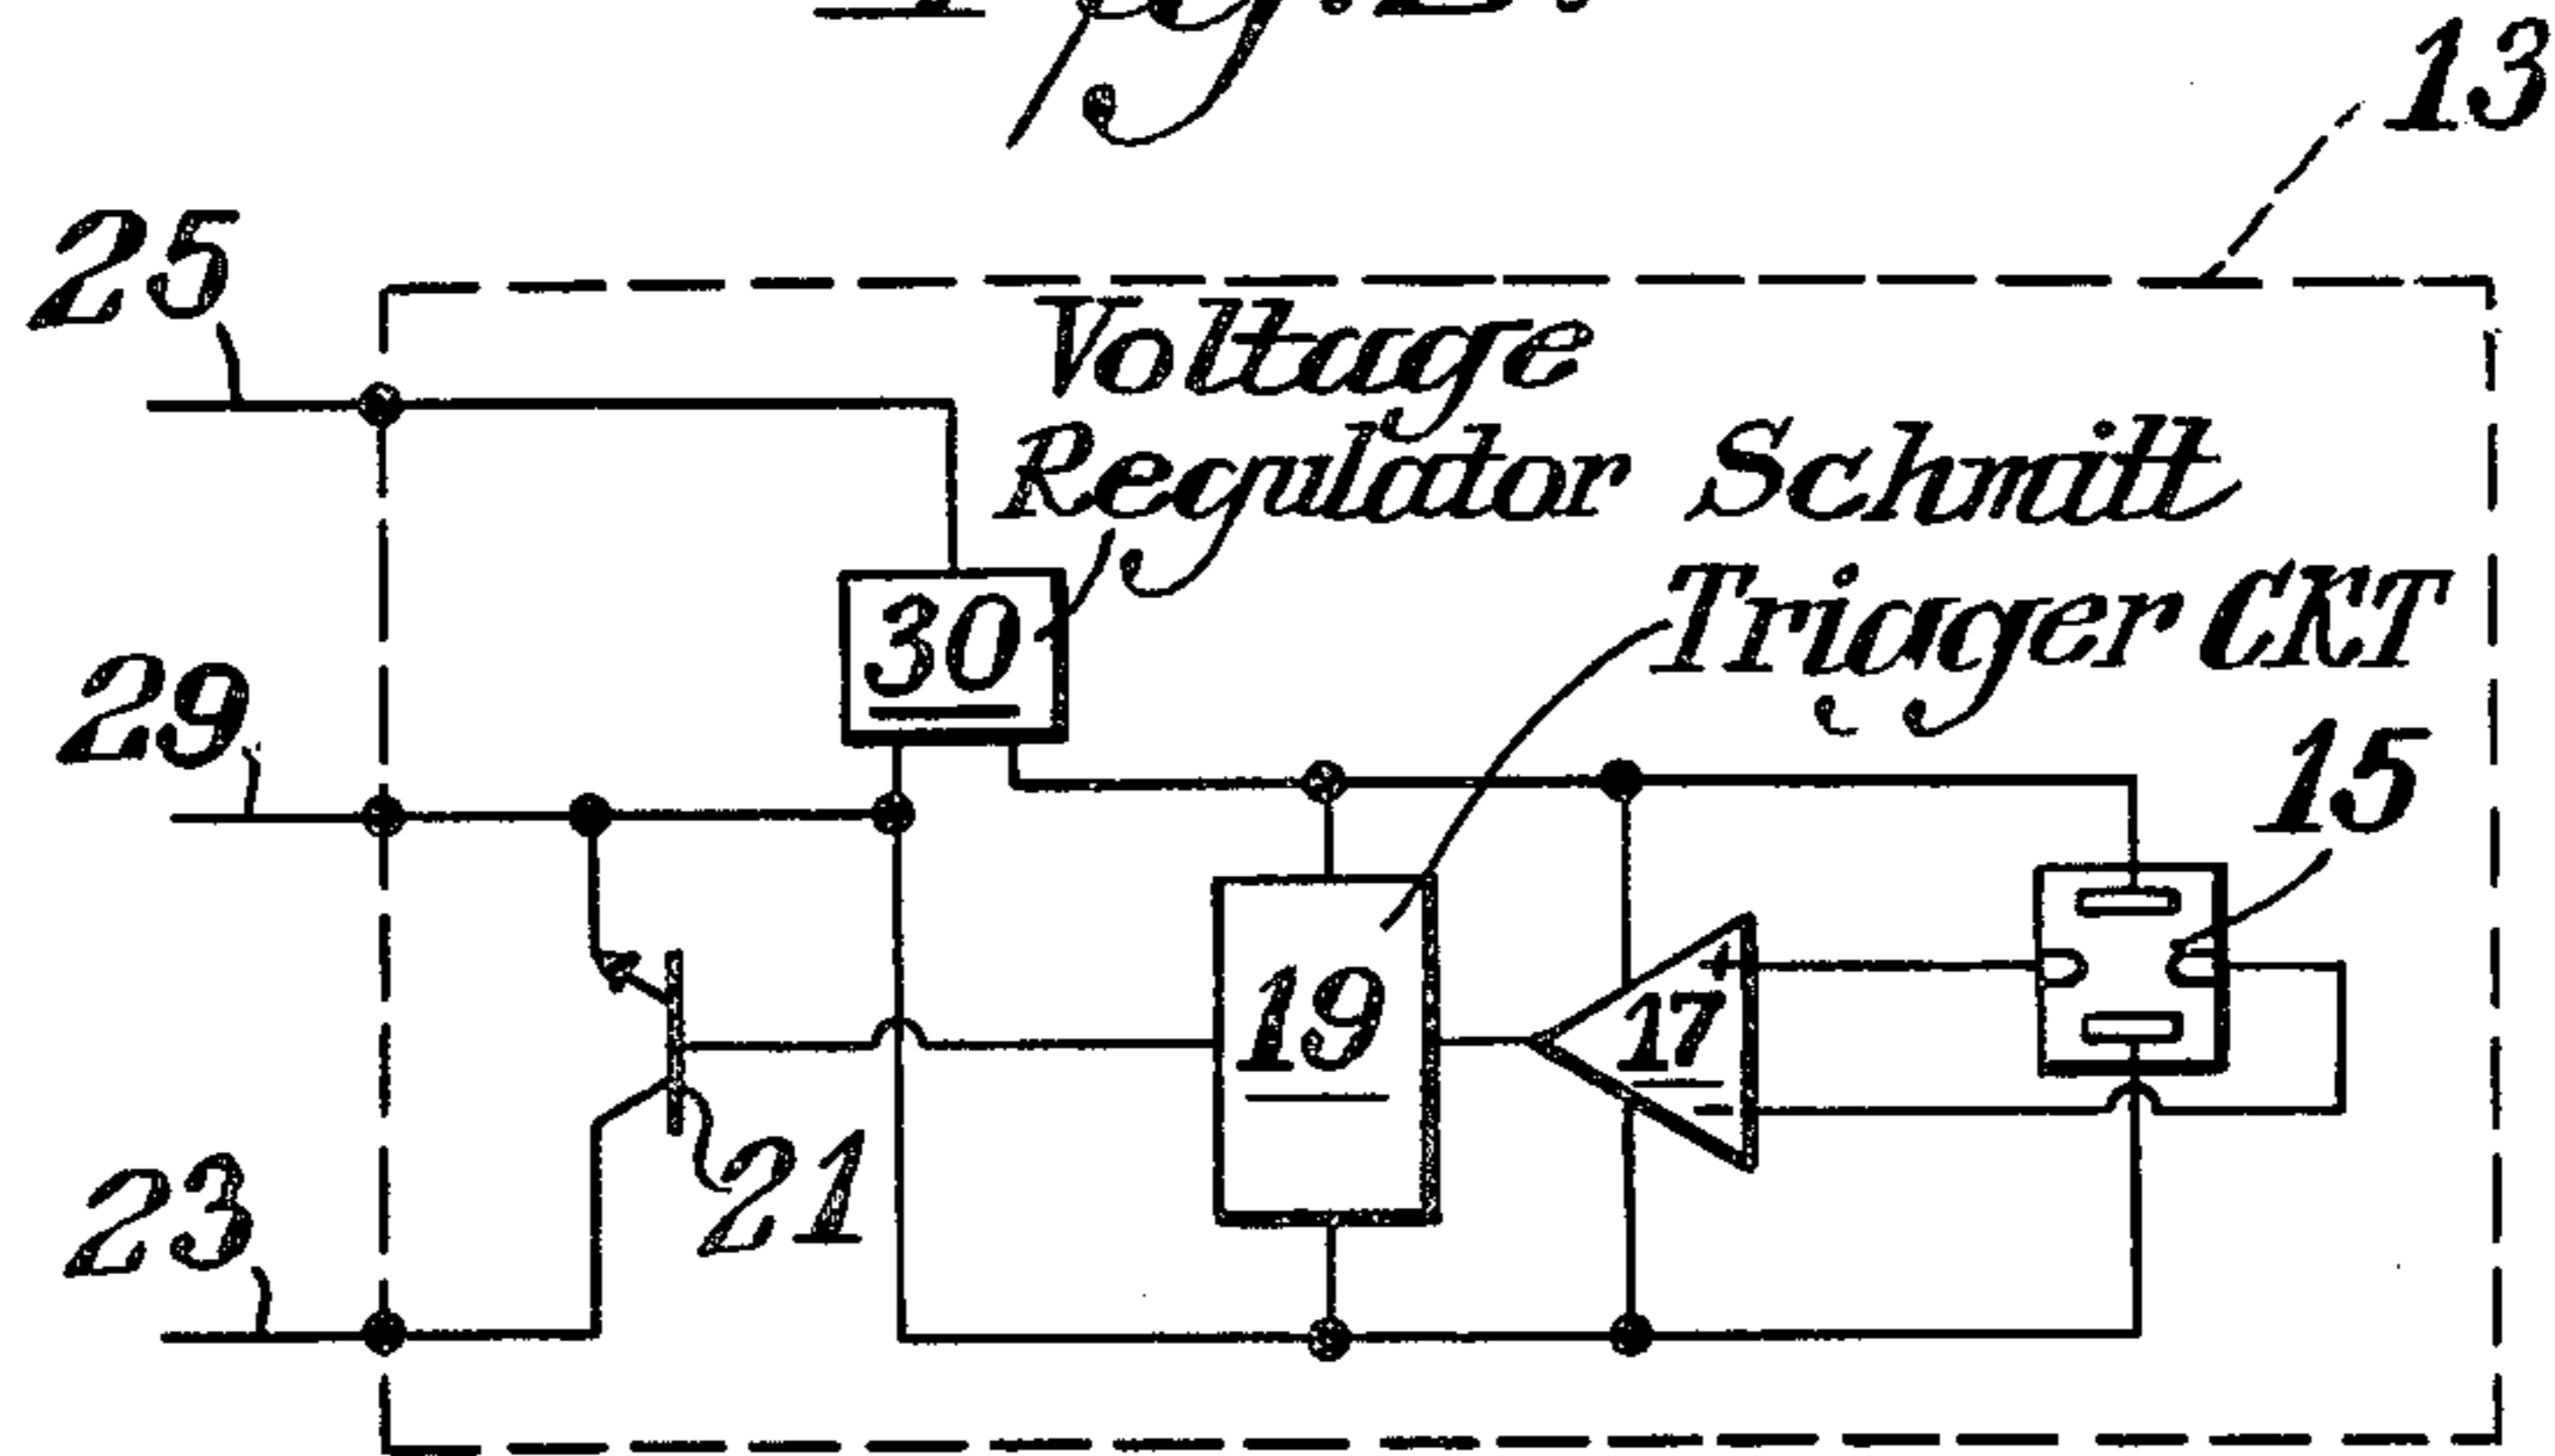 13
25
Voltage
Regulator
Schmitt
Trigger CKT
30
29
15
19
17
+
-
21
23